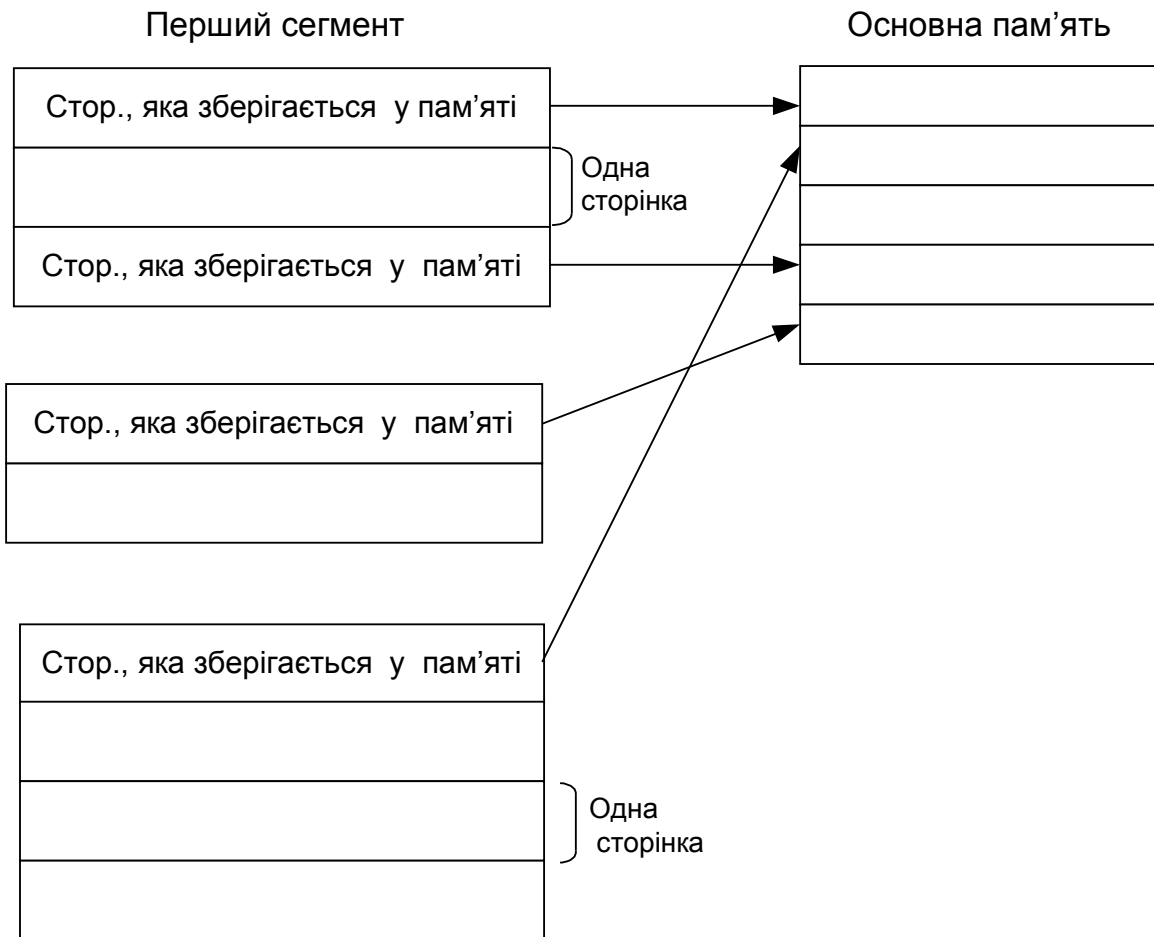 Перший сегмент
Основна пам’ять
Стор., яка зберігається у пам’яті
Одна
сторінка
Стор., яка зберігається у пам’яті
Стор., яка зберігається у пам’яті
Стор., яка зберігається у пам’яті
Одна
сторінка